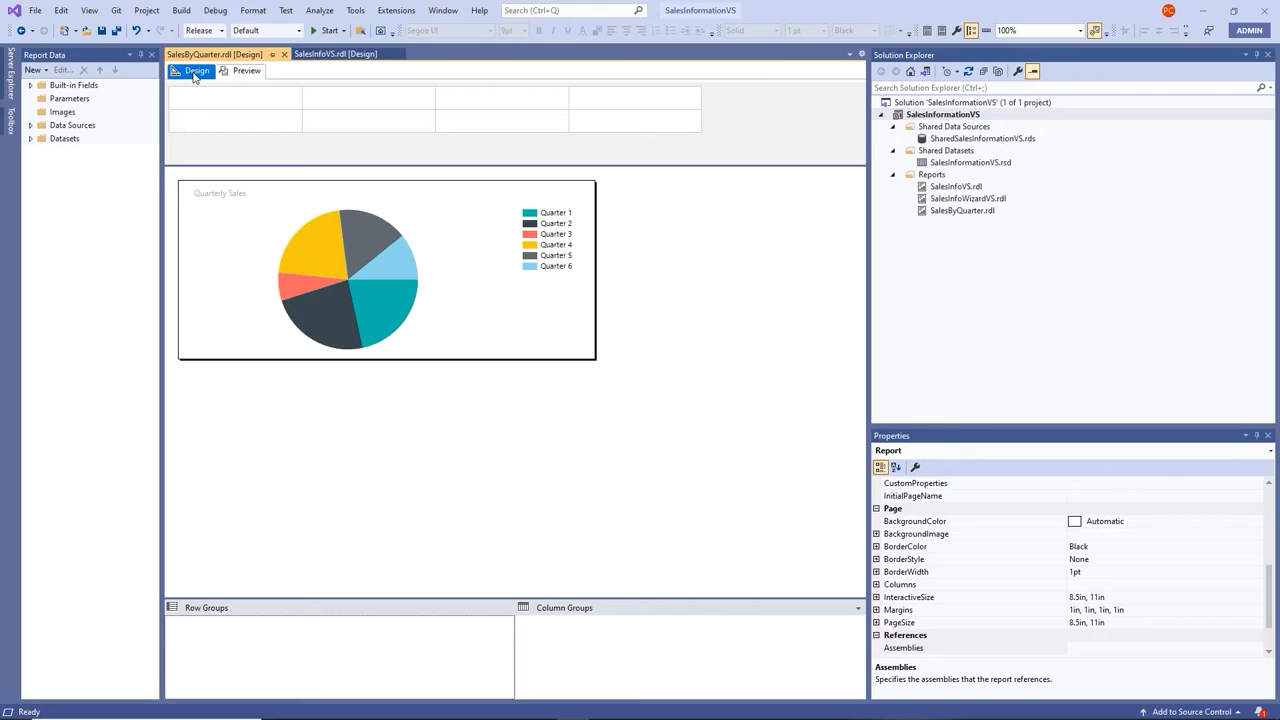 File Edit View Git Project Build Debug Format Test Analyze Tools Extensions Window Help Search (Ctrl+Q) SalesInformationVS PC
Release Default Start Segoe UI 9pt B I U A Solid 1 pt Black 100% ADMIN
Server Explorer
Toolbox
Report Data
New Edit...
Built-in Fields
Parameters
Images
Data Sources
Datasets
SalesByQuarter.rdl [Design] SalesInfoVS.rdl [Design]
Design Preview
Quarterly Sales
Quarter 1
Quarter 2
Quarter 3
Quarter 4
Quarter 5
Quarter 6
Row Groups Column Groups
Solution Explorer
Search Solution Explorer (Ctrl+;)
Solution 'SalesInformationVS' (1 of 1 project)
SalesInformationVS
Shared Data Sources
SharedSalesInformationVS.rds
Shared Datasets
SalesInformationVS.rsd
Reports
SalesInfoVS.rdl
SalesInfoWizardVS.rdl
SalesByQuarter.rdl
Properties
Report
CustomProperties
InitialPageName
Page
BackgroundColor Automatic
BackgroundImage
BorderColor Black
BorderStyle None
BorderWidth 1pt
Columns
InteractiveSize 8.5in, 11in
Margins 1in, 1in, 1in, 1in
PageSize 8.5in, 11in
References
Assemblies
Assemblies
Specifies the assemblies that the report references.
Ready Add to Source Control 1